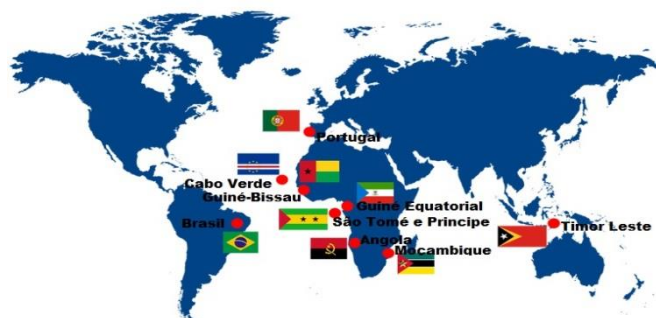 Portugal
Cabo Verde
Guiné-Bissau
Guiné Equatorial
São Tomé e Principe
Brasil
Timor Leste
Angola
Moçambique